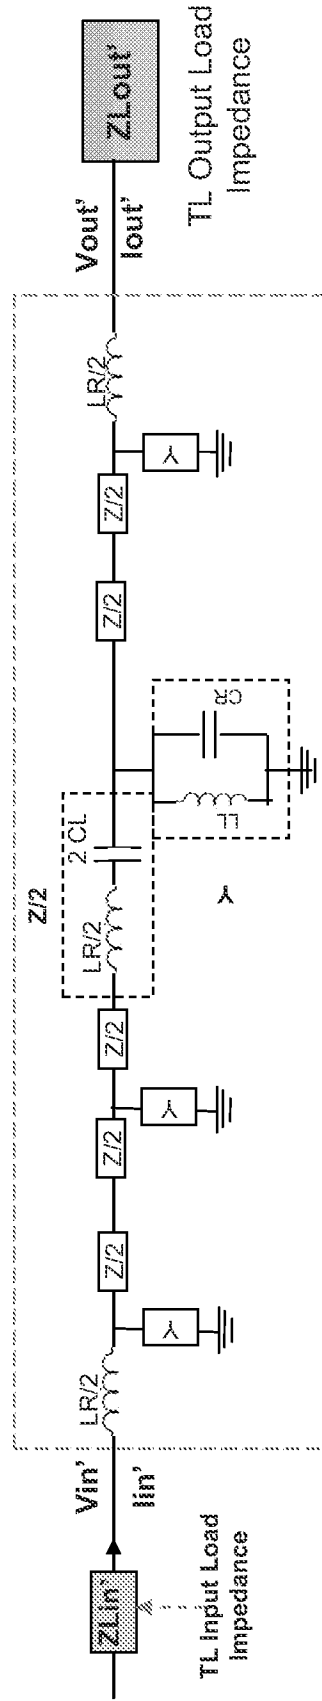 ZLin'
TL Input Load
Impedance
Vin'
Iin'
LR/2
Y
Z/2
Z/2
Y
Z/2
Z/2
LR/2
2 CL
LL
CR
Y
Z/2
Z/2
Y
LR/2
Vout'
Iout'
ZLout'
TL Output Load
Impedance